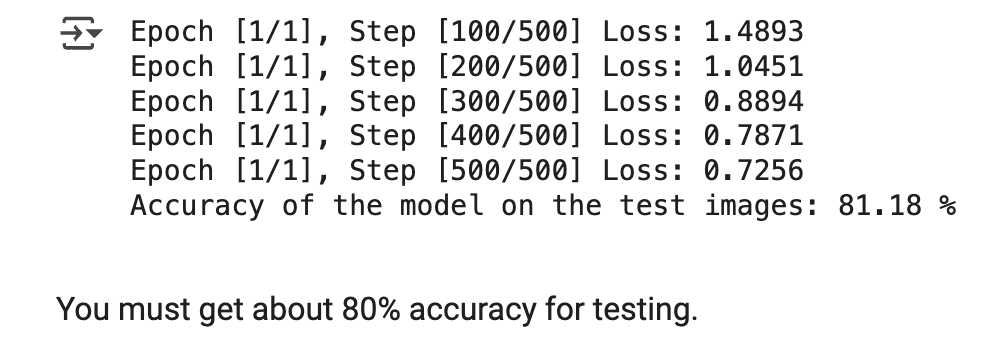 Epoch [1/1], Step [100/500] Loss: 1.4893
Epoch [1/1], Step [200/500] Loss: 1.0451
Epoch [1/1], Step [300/500] Loss: 0.8894
Epoch [1/1], Step [400/500] Loss: 0.7871
Epoch [1/1], Step [500/500] Loss: 0.7256
Accuracy of the model on the test images: 81.18 %
You must get about 80% accuracy for testing.